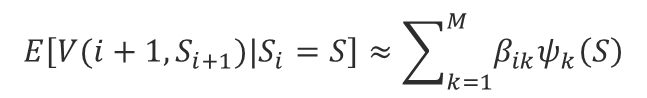 E[V(i + 1, S_{i+1})|S_i = S] ≈ ∑_{k=1}^{M} β_{ik}ψ_k(S)